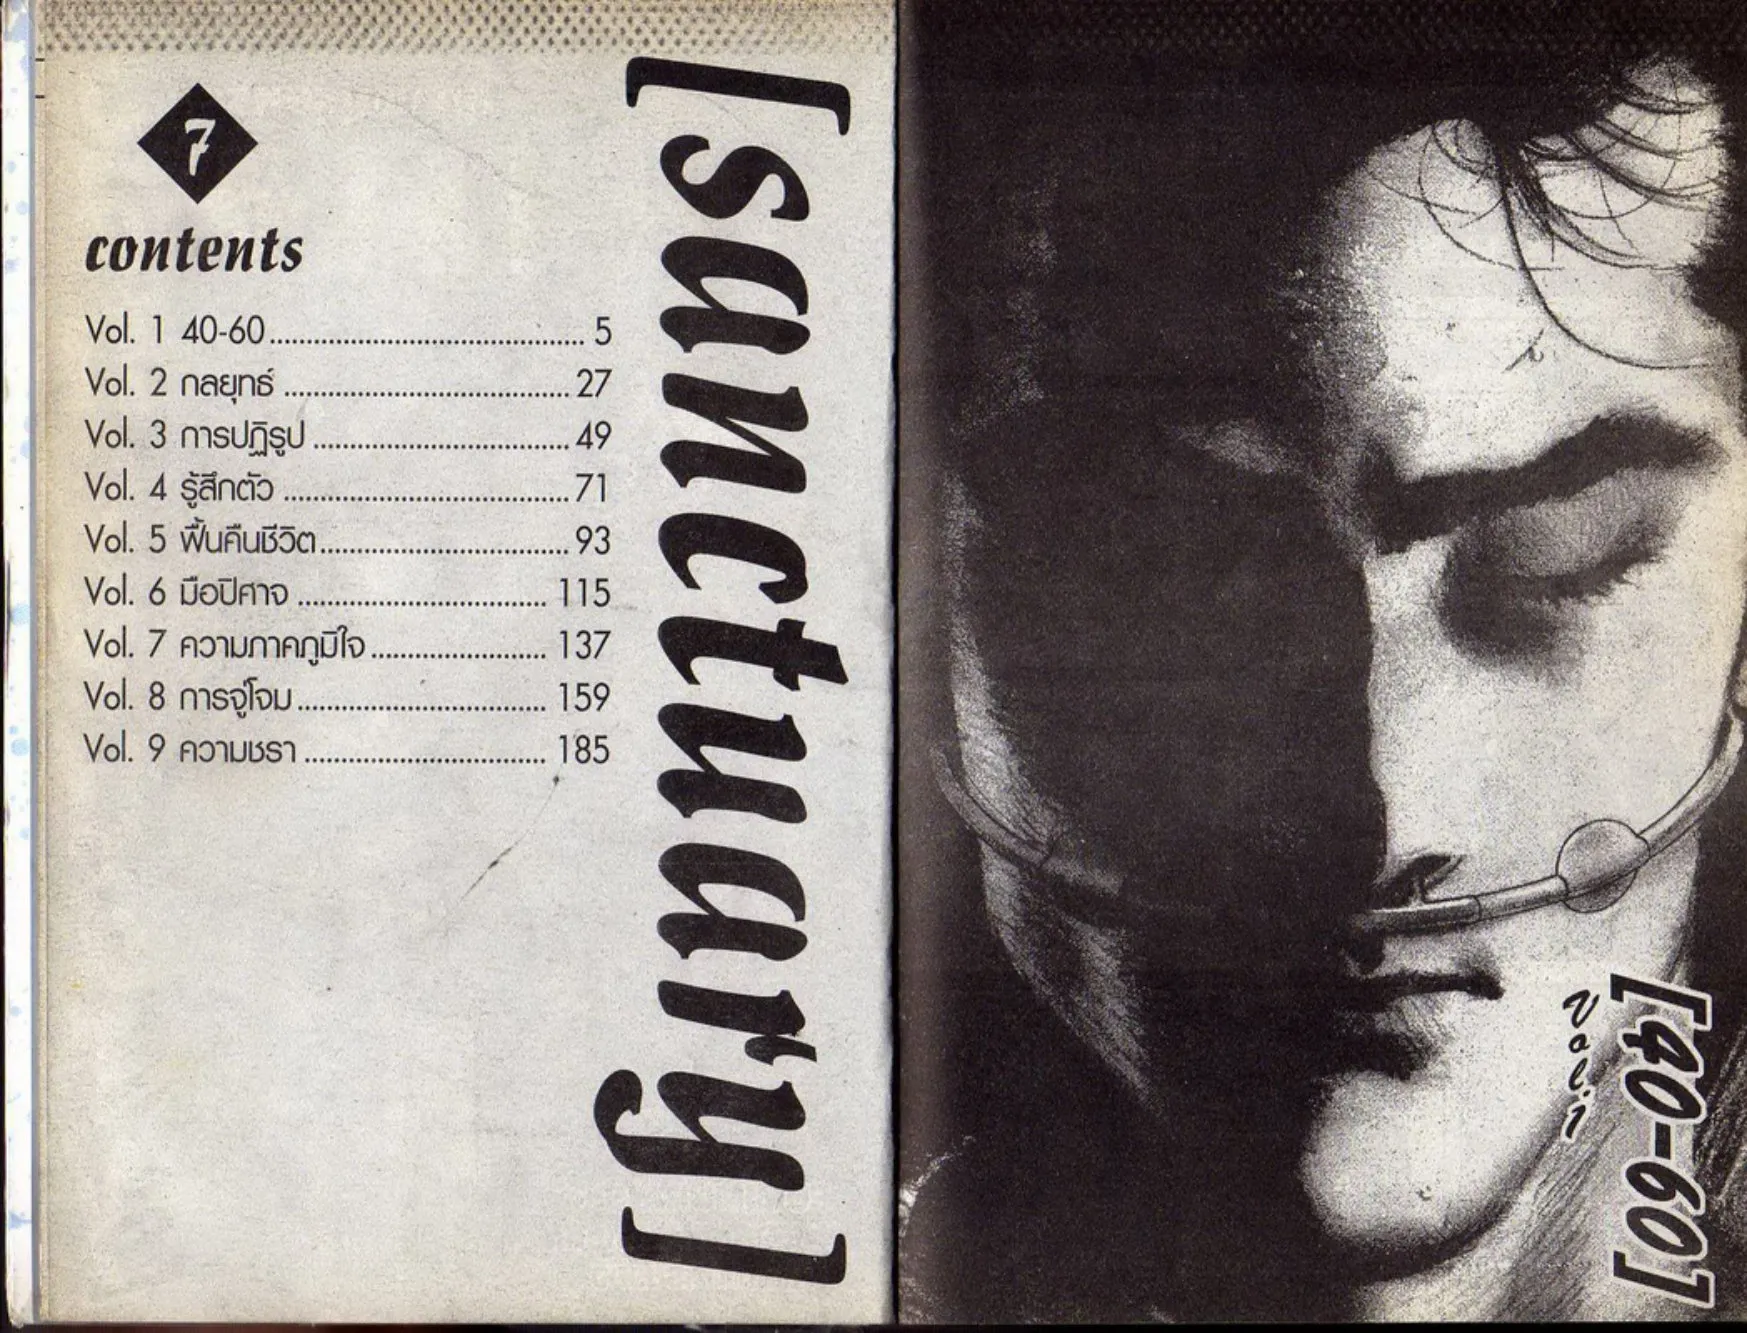 7
contents
Vol. 1 40-60 ........................................ 5
Vol. 2 กลยุทธ์ .................................... 27
Vol. 3 การปฏิรูป ................................ 49
Vol. 4 รู้สึกตัว .................................... 71
Vol. 5 ฟื้นคืนชีวิต ............................... 93
Vol. 6 มือปีศาจ ................................ 115
Vol. 7 ความภาคภูมิใจ ...................... 137
Vol. 8 การจู่โจม ................................ 159
Vol. 9 ความชรา ............................... 185
[sanctuary]
Vol.1
[40-60]